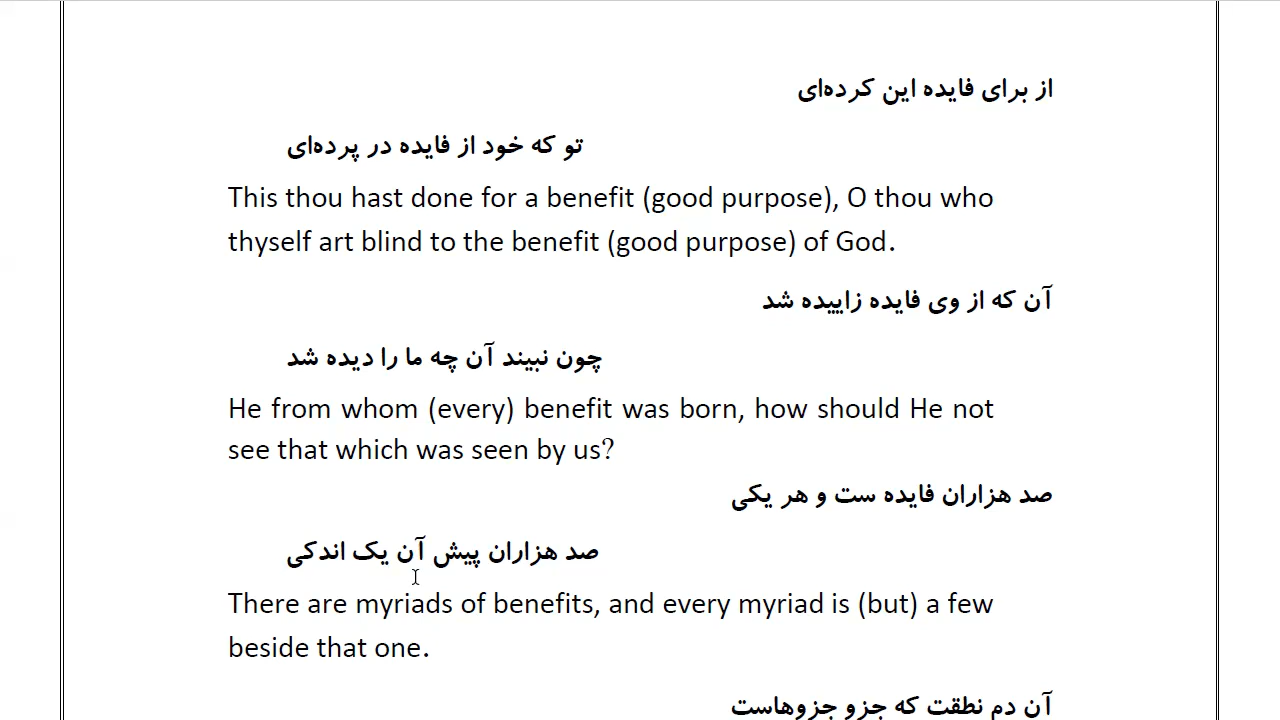 از برای فایده این کرده‌ای
تو که خود از فایده در پرده‌ای
This thou hast done for a benefit (good purpose), O thou who
thyself art blind to the benefit (good purpose) of God.
آن که از وی فایده زاییده شد
چون نبیند آن چه ما را دیده شد
He from whom (every) benefit was born, how should He not
see that which was seen by us?
صد هزاران فایده ست و هر یکی
صد هزاران پیش آن یک اندکی
There are myriads of benefits, and every myriad is (but) a few
beside that one.
آن دم نطقت که جزو جزوهاست